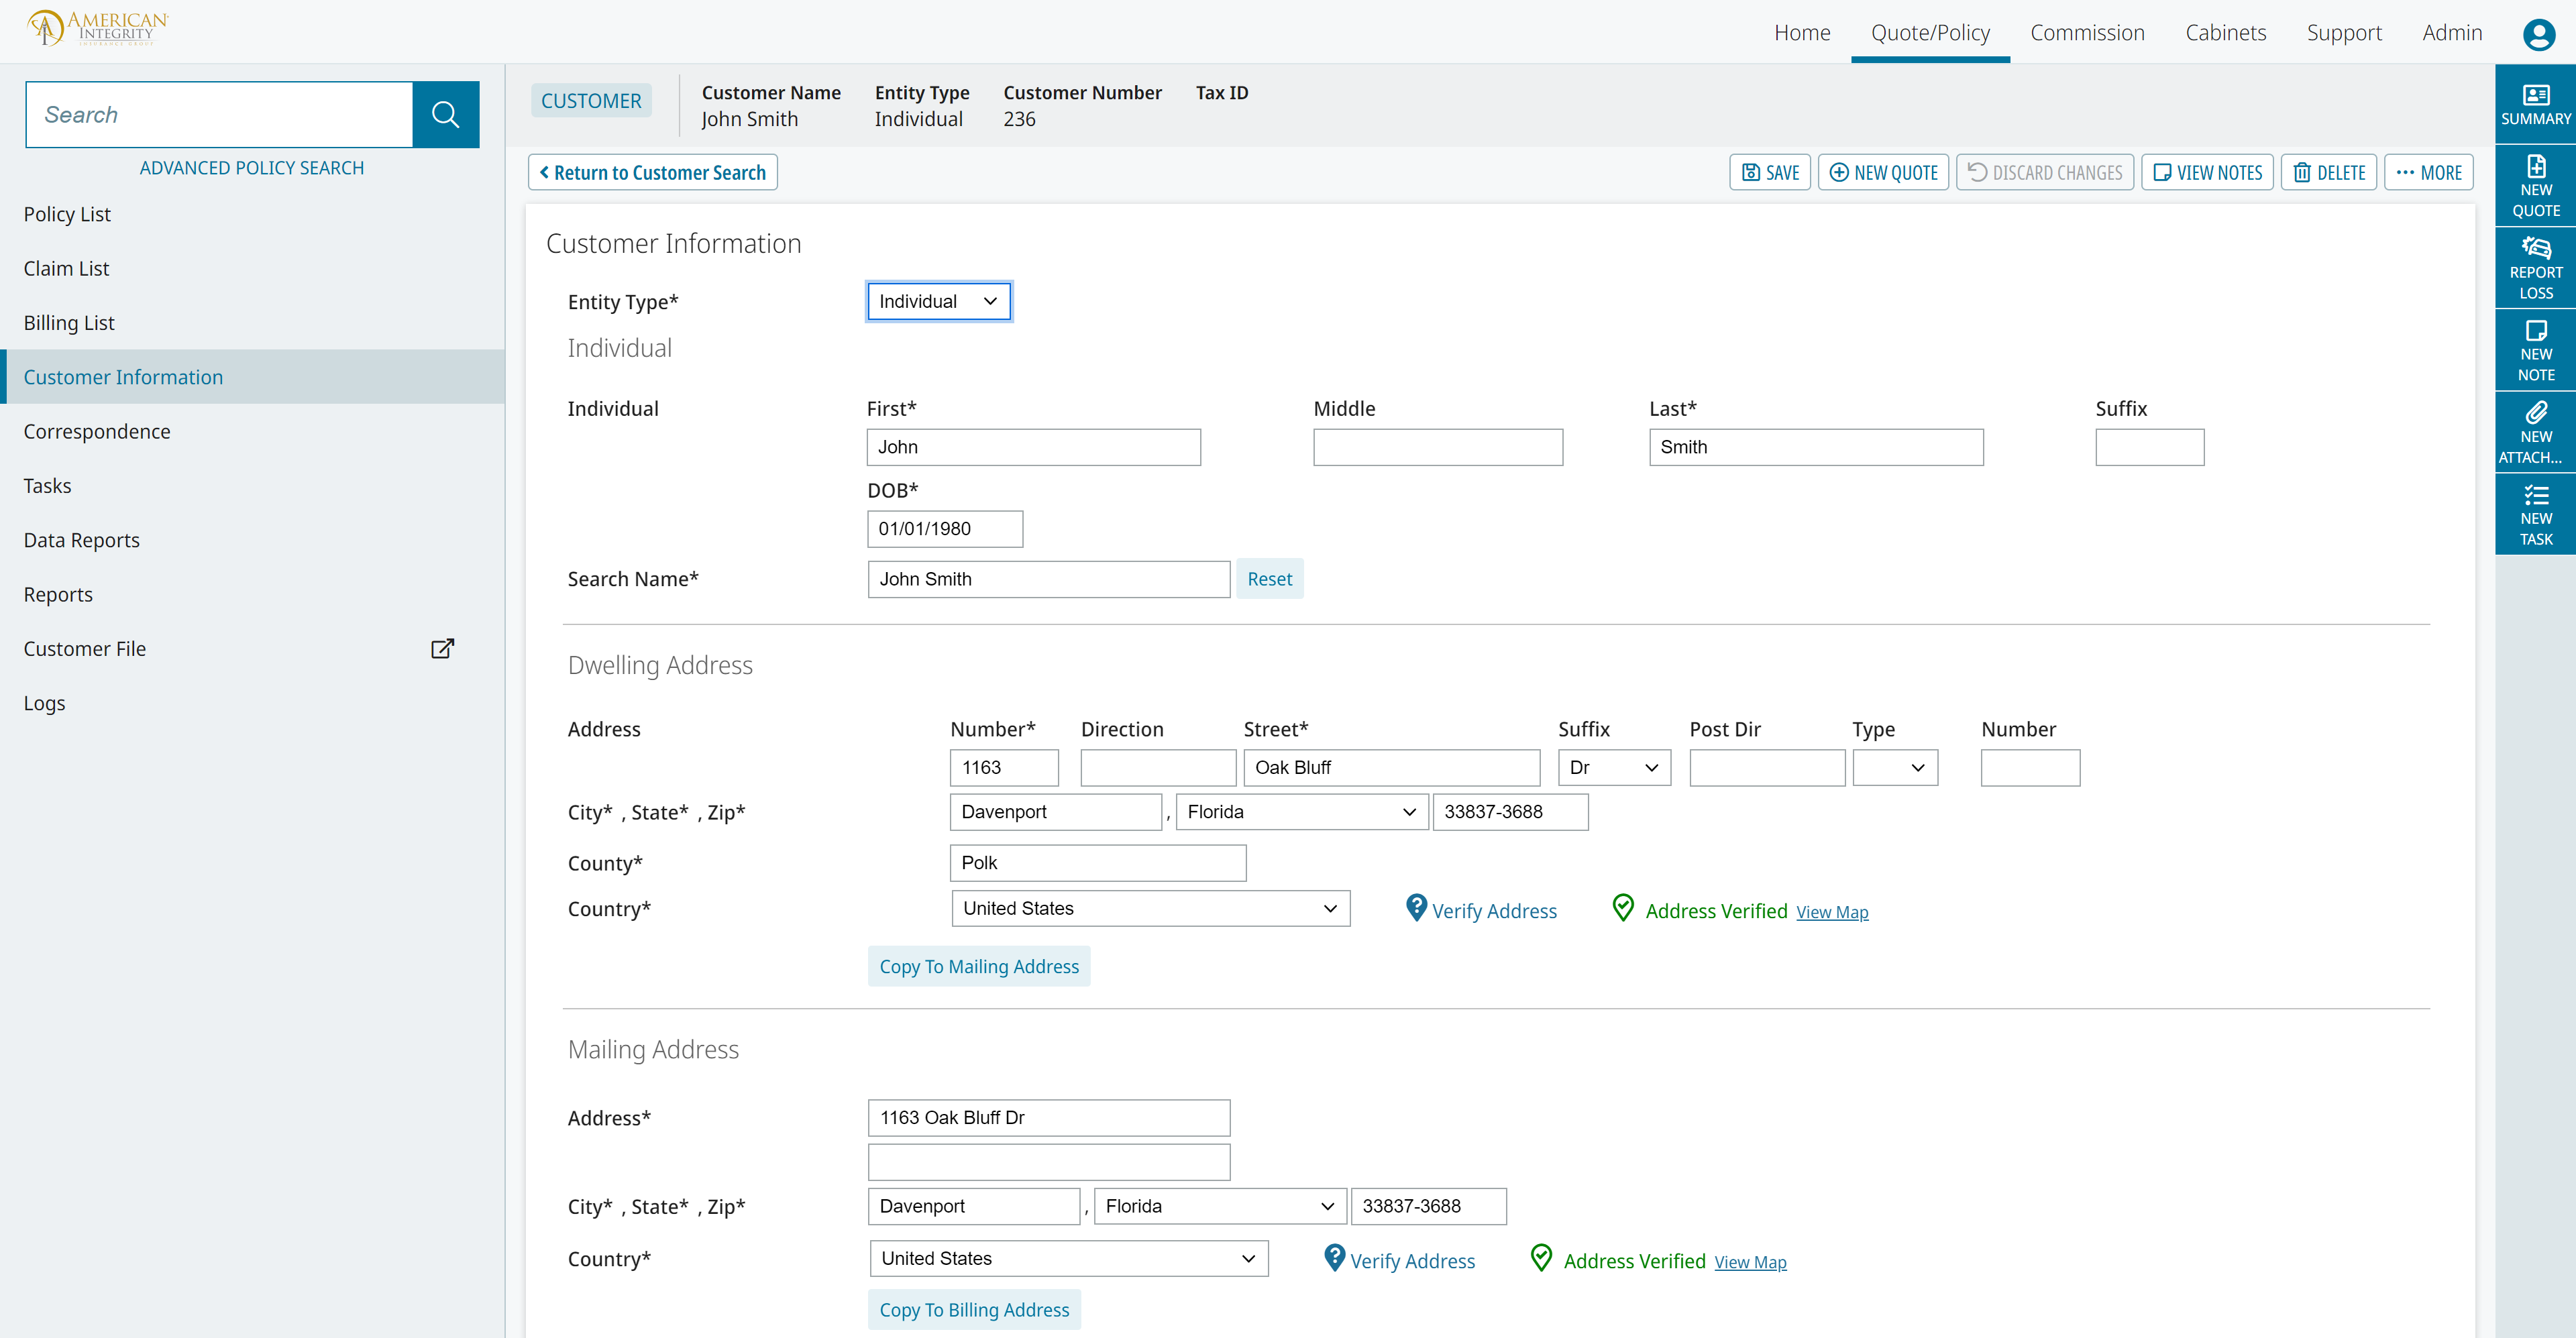 AMERICAN
INTEGRITY
INSURANCE GROUP
Home Quote/Policy Commission Cabinets Support Admin
Search
ADVANCED POLICY SEARCH
Policy List
Claim List
Billing List
Customer Information
Correspondence
Tasks
Data Reports
Reports
Customer File
Logs
CUSTOMER
Customer Name Entity Type Customer Number Tax ID
John Smith Individual 236
Return to Customer Search
SAVE NEW QUOTE DISCARD CHANGES VIEW NOTES DELETE MORE
Customer Information
Entity Type* Individual
Individual
Individual First* Middle Last* Suffix
John Smith
DOB*
01/01/1980
Search Name* John Smith Reset
Dwelling Address
Address Number* Direction Street* Suffix Post Dir Type Number
1163 Oak Bluff Dr
City* , State* , Zip* Davenport , Florida 33837-3688
County* Polk
Country* United States Verify Address Address Verified View Map
Copy To Mailing Address
Mailing Address
Address* 1163 Oak Bluff Dr
City* , State* , Zip* Davenport , Florida 33837-3688
Country* United States Verify Address Address Verified View Map
Copy To Billing Address
SUMMARY
NEW
QUOTE
REPORT
LOSS
NEW
NOTE
NEW
ATTACH...
NEW
TASK